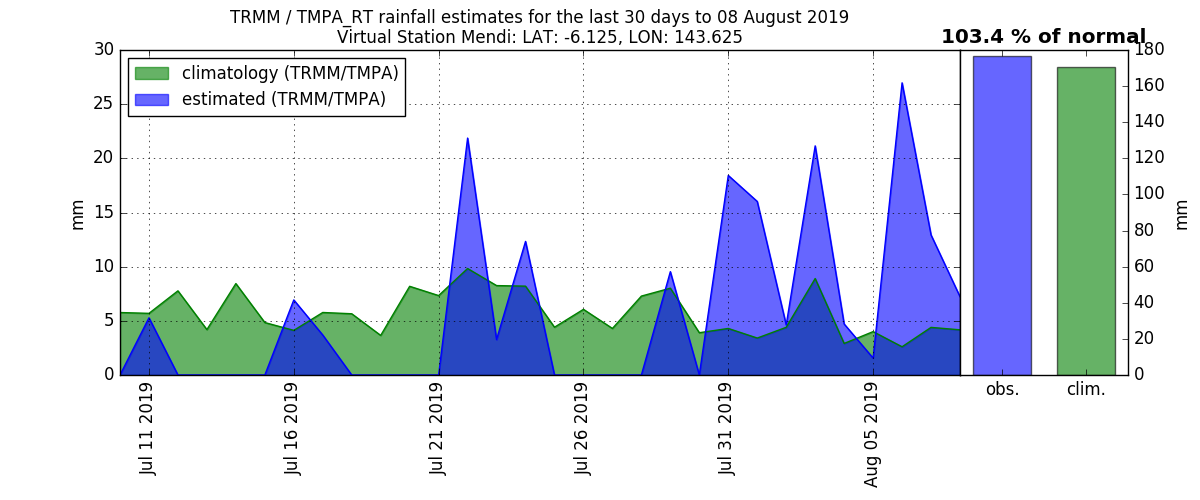 TRMM / TMPA_RT rainfall estimates for the last 30 days to 08 August 2019
Virtual Station Mendi: LAT: -6.125, LON: 143.625
103.4 % of normal
climatology (TRMM/TMPA)
estimated (TRMM/TMPA)
mm
30
25
20
15
10
5
0
Jul 11 2019
Jul 16 2019
Jul 21 2019
Jul 26 2019
Jul 31 2019
Aug 05 2019
obs.
clim.
180
160
140
120
100
80
60
40
20
0
mm